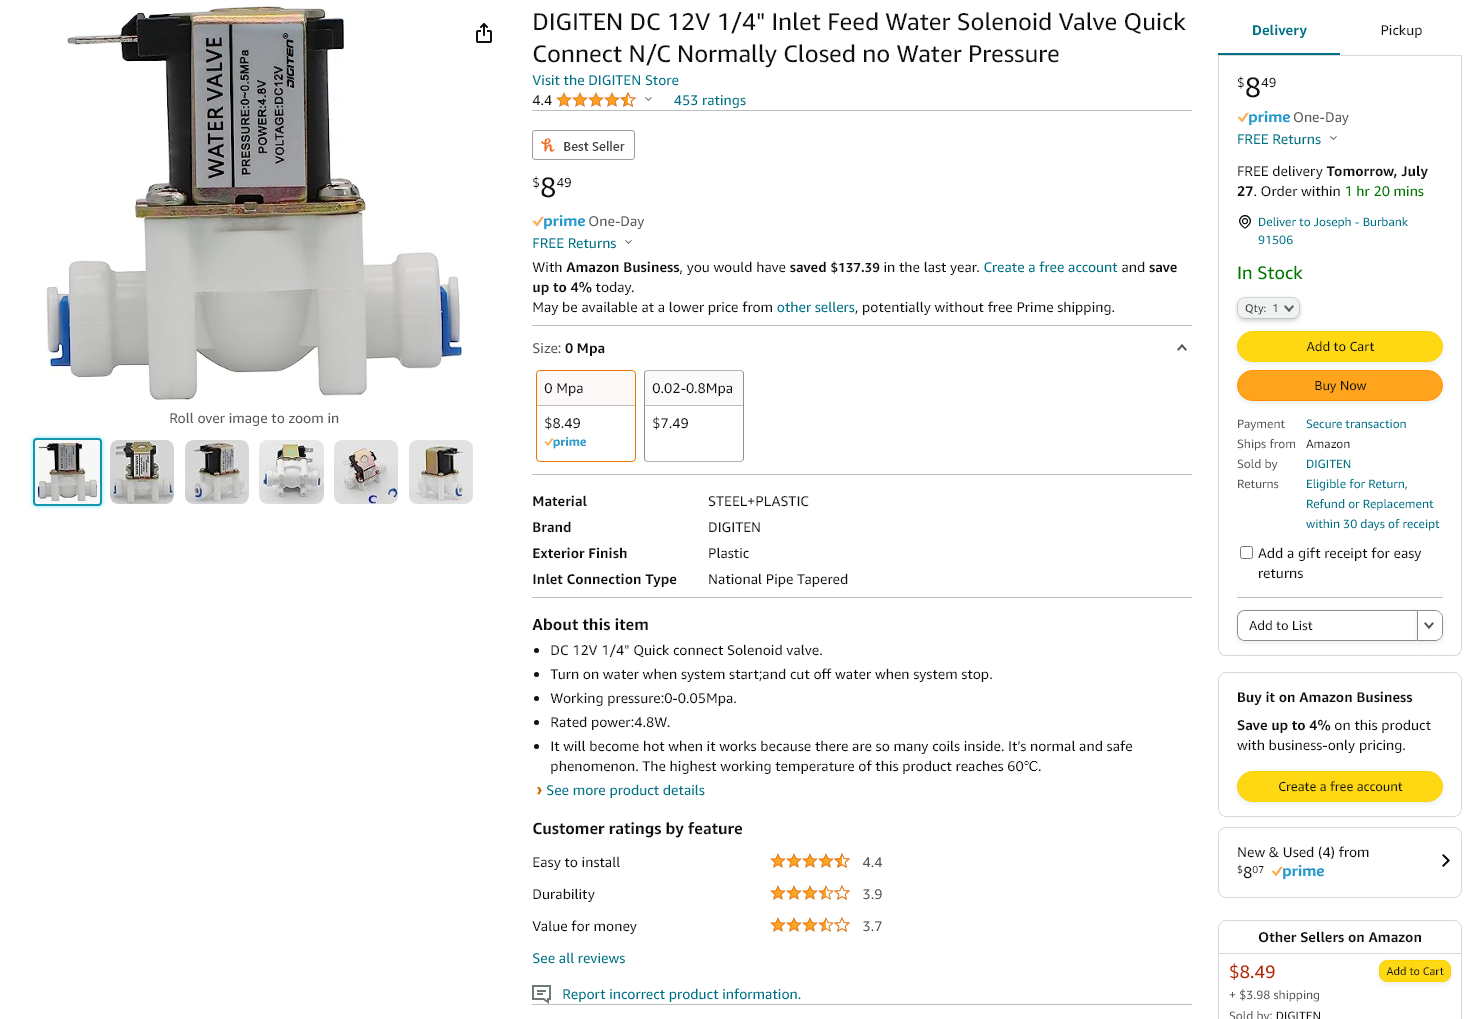 WATER VALVE
PRESSURE:0~0.5MPa
POWER:4.8V
VOLTAGE:DC12V
DIGITEN®
Roll over image to zoom in
DIGITEN DC 12V 1/4" Inlet Feed Water Solenoid Valve Quick
Connect N/C Normally Closed no Water Pressure
Visit the DIGITEN Store
4.4 453 ratings
Best Seller
$8 49
prime One-Day
FREE Returns
With Amazon Business, you would have saved $137.39 in the last year. Create a free account and save
up to 4% today.
May be available at a lower price from other sellers, potentially without free Prime shipping.
Size: 0 Mpa
0 Mpa
$8.49
prime
0.02-0.8Mpa
$7.49
Material STEEL+PLASTIC
Brand DIGITEN
Exterior Finish Plastic
Inlet Connection Type National Pipe Tapered
About this item
• DC 12V 1/4" Quick connect Solenoid valve.
• Turn on water when system start;and cut off water when system stop.
• Working pressure:0-0.05Mpa.
• Rated power:4.8W.
• It will become hot when it works because there are so many coils inside. It's normal and safe
phenomenon. The highest working temperature of this product reaches 60℃.
› See more product details
Customer ratings by feature
Easy to install 4.4
Durability 3.9
Value for money 3.7
See all reviews
Report incorrect product information.
Delivery Pickup
$8 49
prime One-Day
FREE Returns
FREE delivery Tomorrow, July
27. Order within 1 hr 20 mins
Deliver to Joseph - Burbank
91506
In Stock
Qty: 1
Add to Cart
Buy Now
Payment Secure transaction
Ships from Amazon
Sold by DIGITEN
Returns Eligible for Return,
Refund or Replacement
within 30 days of receipt
Add a gift receipt for easy
returns
Add to List
Buy it on Amazon Business
Save up to 4% on this product
with business-only pricing.
Create a free account
New & Used (4) from
$8 07 prime
Other Sellers on Amazon
$8.49 Add to Cart
+ $3.98 shipping
Sold by: DIGITEN